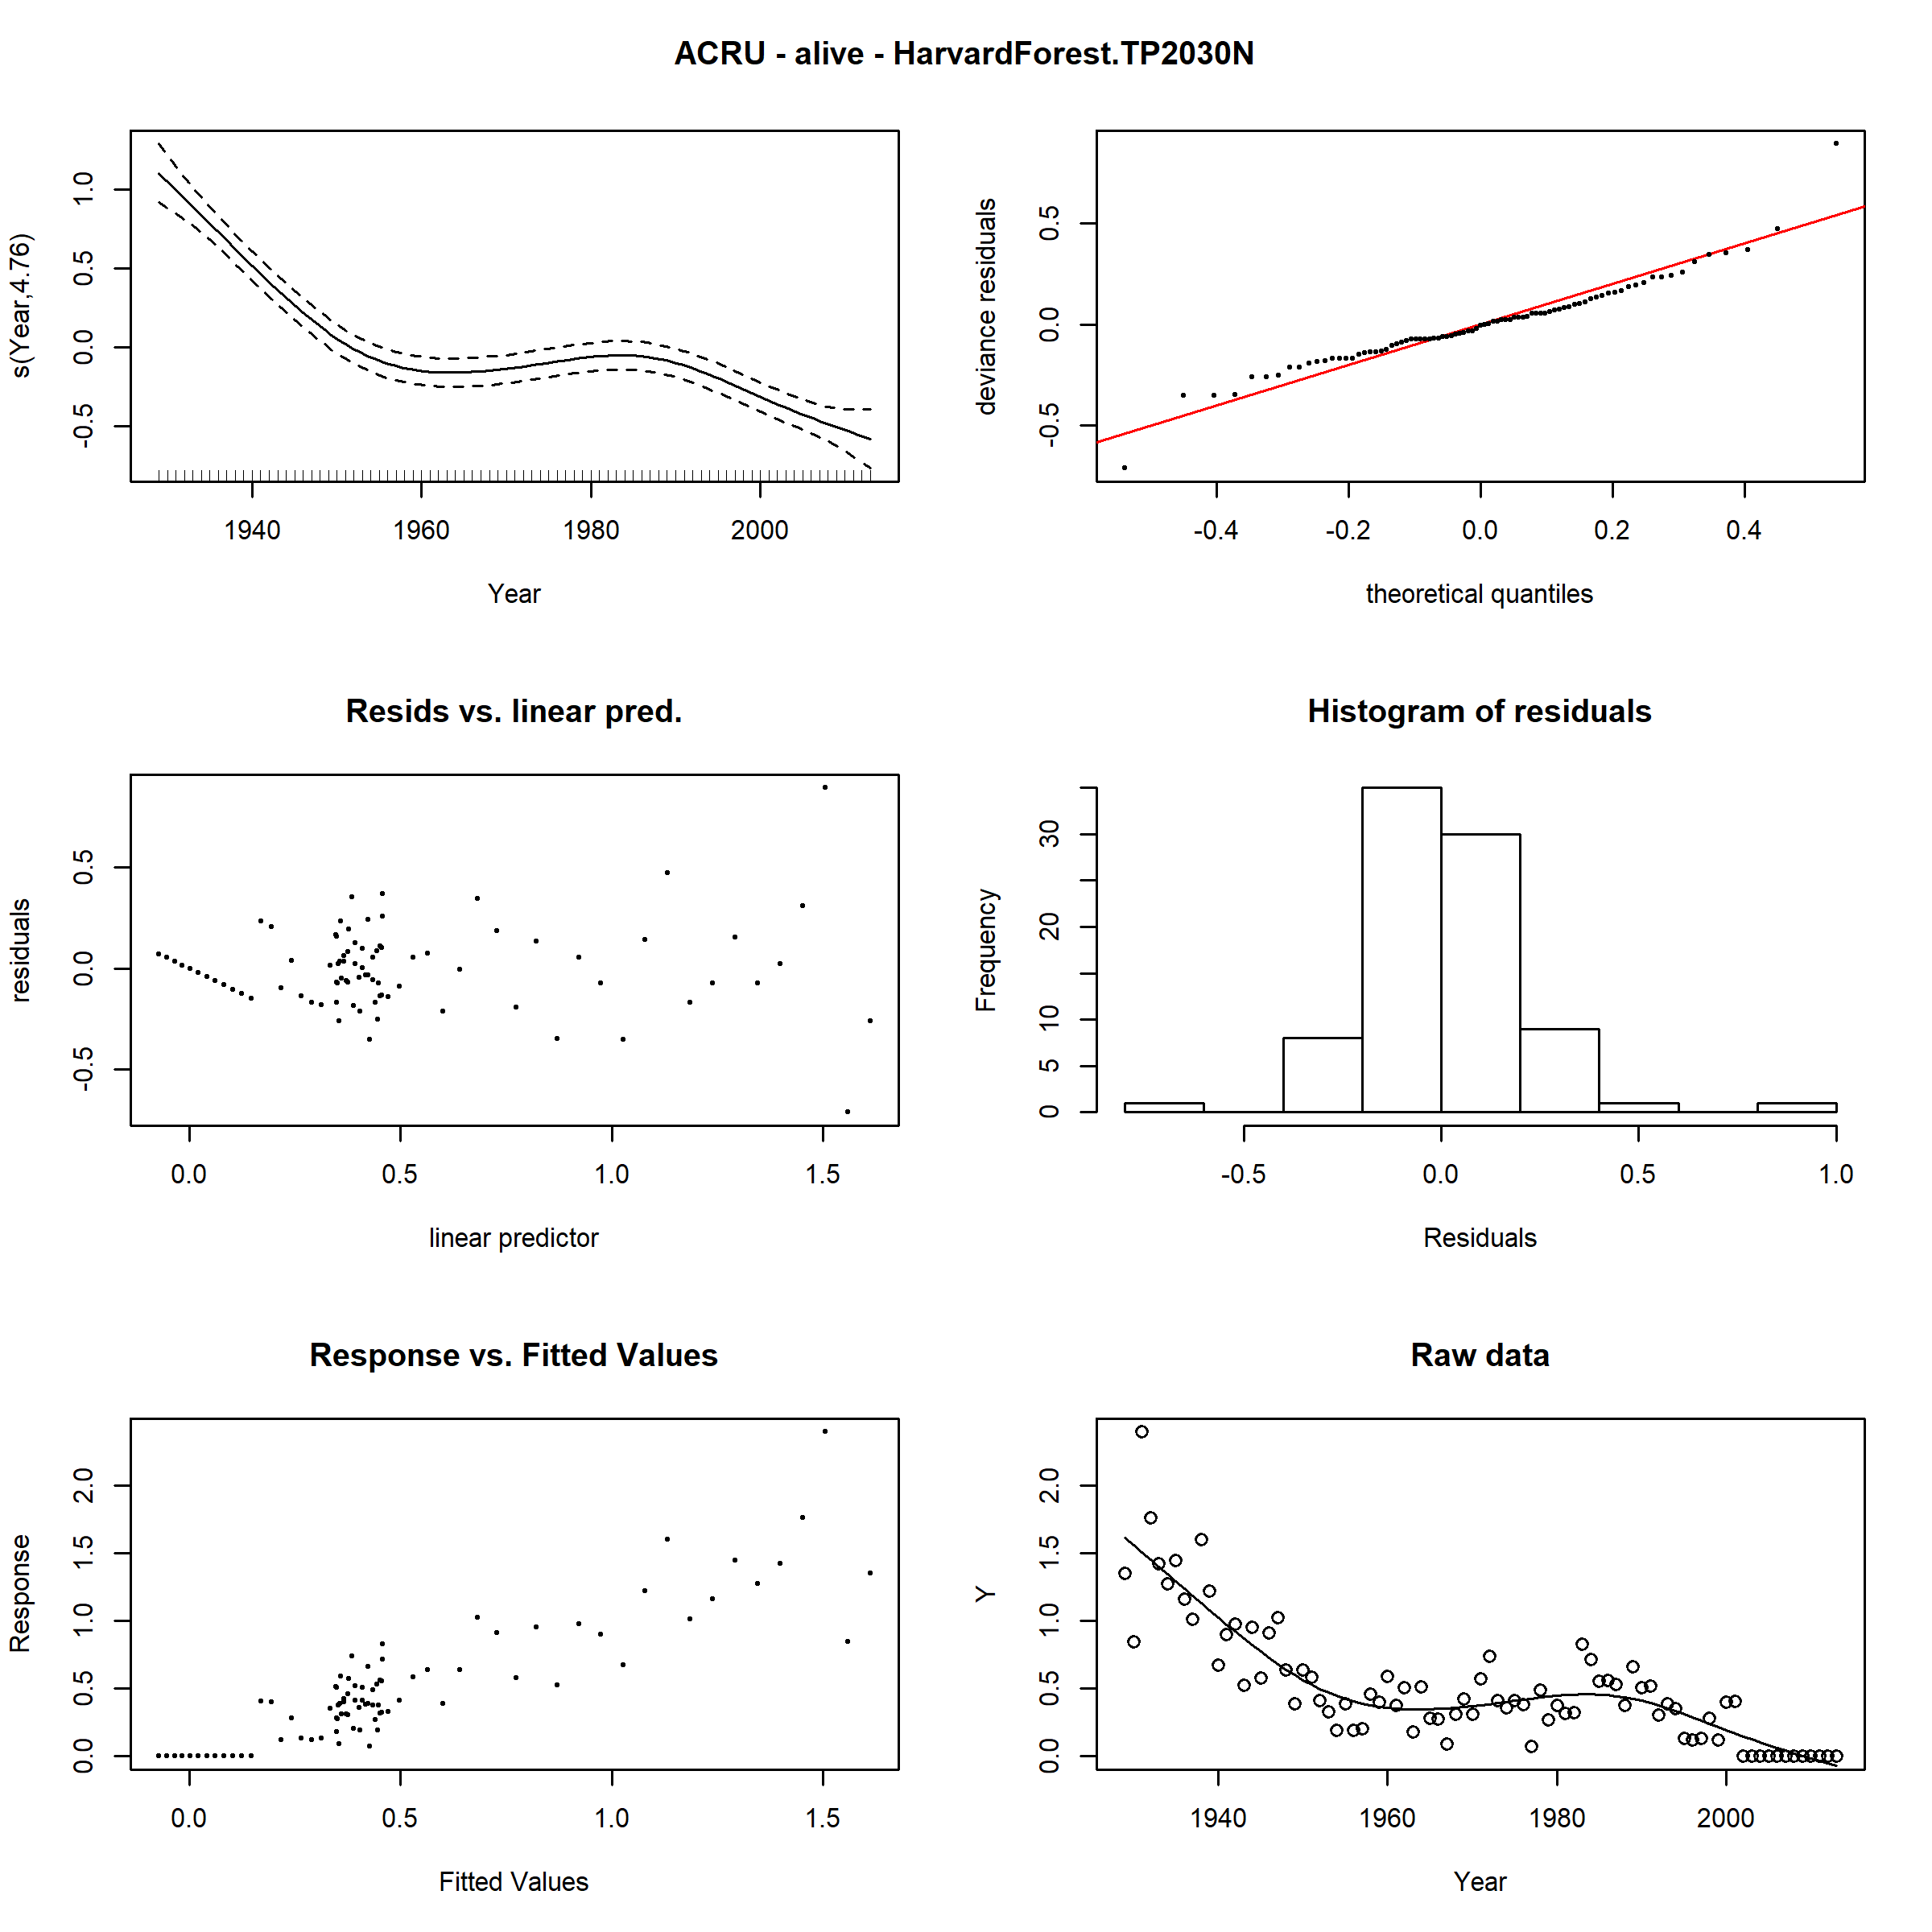 ACRU - alive - HarvardForest.TP2030N
s(Year,4.76)
-0.5 0.0 0.5 1.0
1940 1960 1980 2000
Year
deviance residuals
-0.5 0.0 0.5
-0.4 -0.2 0.0 0.2 0.4
theoretical quantiles
Resids vs. linear pred.
residuals
-0.5 0.0 0.5
0.0 0.5 1.0 1.5
linear predictor
Histogram of residuals
Frequency
0 5 10 20 30
-0.5 0.0 0.5 1.0
Residuals
Response vs. Fitted Values
Response
0.0 0.5 1.0 1.5 2.0
0.0 0.5 1.0 1.5
Fitted Values
Raw data
Y
0.0 0.5 1.0 1.5 2.0
1940 1960 1980 2000
Year